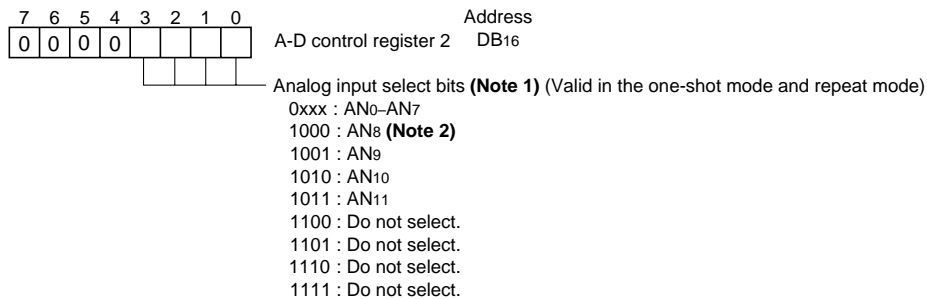 7 6 5 4 3 2 1 0 Address
0 0 0 0 A-D control register 2 DB16
Analog input select bits (Note 1) (Valid in the one-shot mode and repeat mode)
0xxx : AN0–AN7
1000 : AN8 (Note 2)
1001 : AN9
1010 : AN10
1011 : AN11
1100 : Do not select.
1101 : Do not select.
1110 : Do not select.
1111 : Do not select.